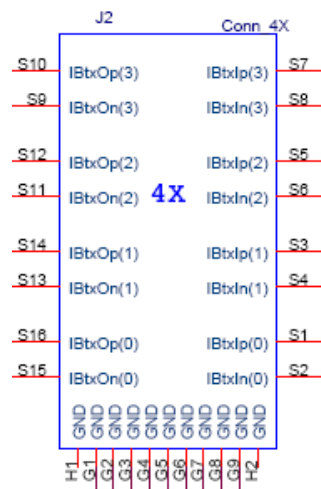 J2 Conn 4X
S10 IBtxOp(3) IBtxIp(3) S7
S9 IBtxOn(3) IBtxIn(3) S8
S12 IBtxOp(2) IBtxIp(2) S5
S11 IBtxOn(2) 4X IBtxIn(2) S6
S14 IBtxOp(1) IBtxIp(1) S3
S13 IBtxOn(1) IBtxIn(1) S4
S16 IBtxOp(0) IBtxIp(0) S1
S15 IBtxOn(0) IBtxIn(0) S2
GND GND GND GND GND GND GND GND GND GND GND
H1 G1 G2 G3 G4 G5 G6 G7 G8 G9 H2